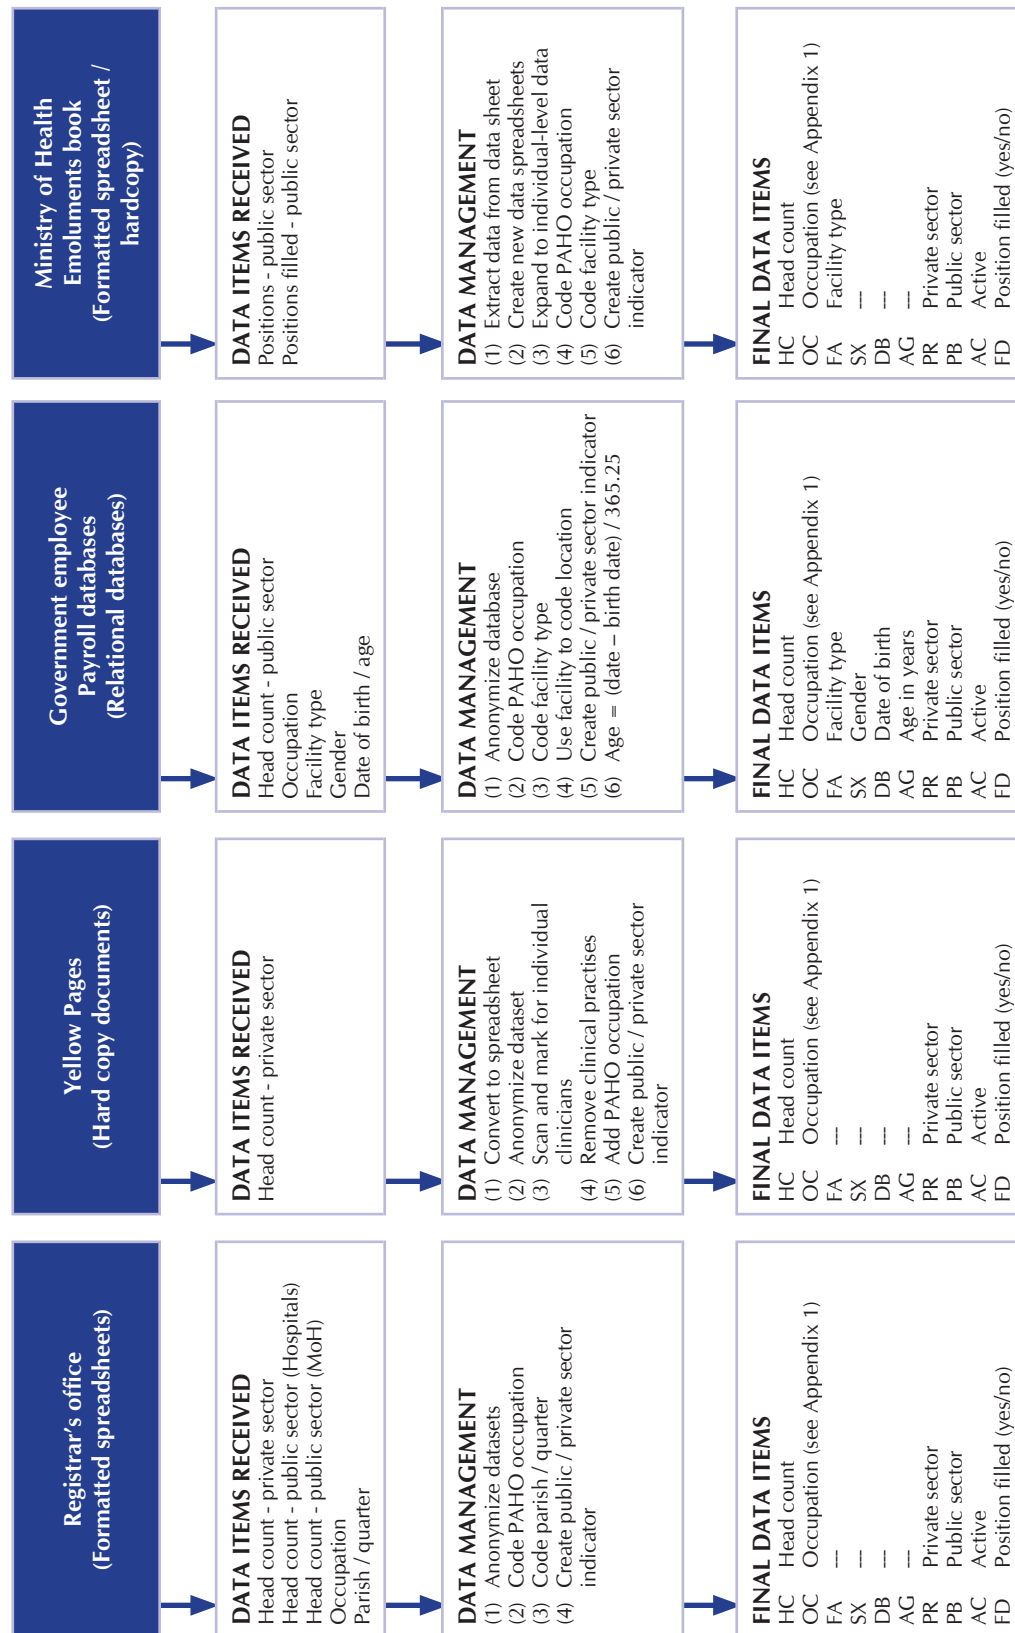 Registrar's office
(Formatted spreadsheets)
DATA ITEMS RECEIVED
Head count - private sector
Head count - public sector (Hospitals)
Head count - public sector (MoH)
Occupation
Parish / quarter
DATA MANAGEMENT
(1) Anonymize datasets
(2) Code PAHO occupation
(3) Code parish / quarter
(4) Create public / private sector
indicator
FINAL DATA ITEMS
HC Head count
OC Occupation (see Appendix 1)
FA —
SX —
DB —
AG —
PR Private sector
PB Public sector
AC Active
FD Position filled (yes/no)
Yellow Pages
(Hard copy documents)
DATA ITEMS RECEIVED
Head count - private sector
DATA MANAGEMENT
(1) Convert to spreadsheet
(2) Anonymize dataset
(3) Scan and mark for individual
clinicians
(4) Remove clinical practises
(5) Add PAHO occupation
(6) Create public / private sector
indicator
FINAL DATA ITEMS
HC Head count
OC Occupation (see Appendix 1)
FA —
SX —
DB —
AG —
PR Private sector
PB Public sector
AC Active
FD Position filled (yes/no)
Government employee
Payroll databases
(Relational databases)
DATA ITEMS RECEIVED
Head count - public sector
Occupation
Facility type
Gender
Date of birth / age
DATA MANAGEMENT
(1) Anonymize database
(2) Code PAHO occupation
(3) Code facility type
(4) Use facility to code location
(5) Create public / private sector indicator
(6) Age = (date – birth date) / 365.25
FINAL DATA ITEMS
HC Head count
OC Occupation (see Appendix 1)
FA Facility type
SX Gender
DB Date of birth
AG Age in years
PR Private sector
PB Public sector
AC Active
FD Position filled (yes/no)
Ministry of Health
Emoluments book
(Formatted spreadsheet /
hardcopy)
DATA ITEMS RECEIVED
Positions - public sector
Positions filled - public sector
DATA MANAGEMENT
(1) Extract data from data sheet
(2) Create new data spreadsheets
(3) Expand to individual-level data
(4) Code PAHO occupation
(5) Code facility type
(6) Create public / private sector
indicator
FINAL DATA ITEMS
HC Head count
OC Occupation (see Appendix 1)
FA Facility type
SX —
DB —
AG —
PR Private sector
PB Public sector
AC Active
FD Position filled (yes/no)